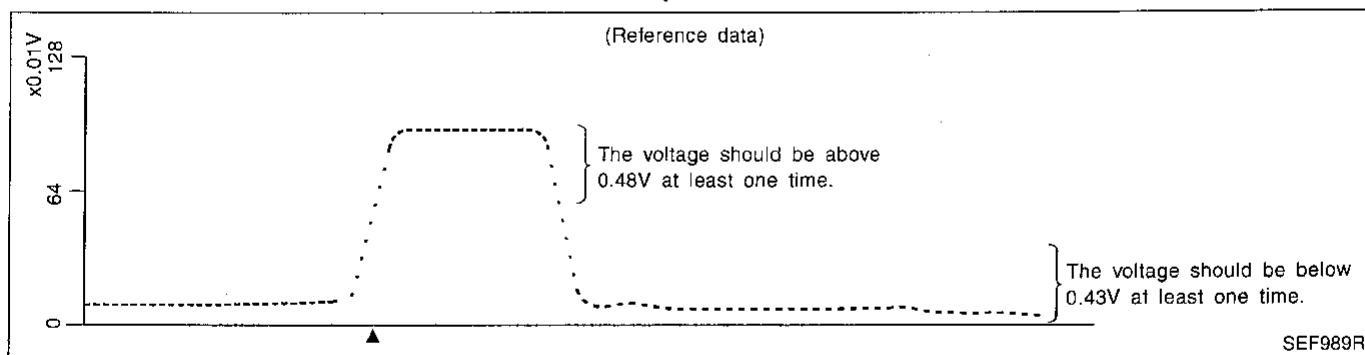 (Reference data)
x0.01V
128
64
0
The voltage should be above
0.48V at least one time.
The voltage should be below
0.43V at least one time.
SEF989R